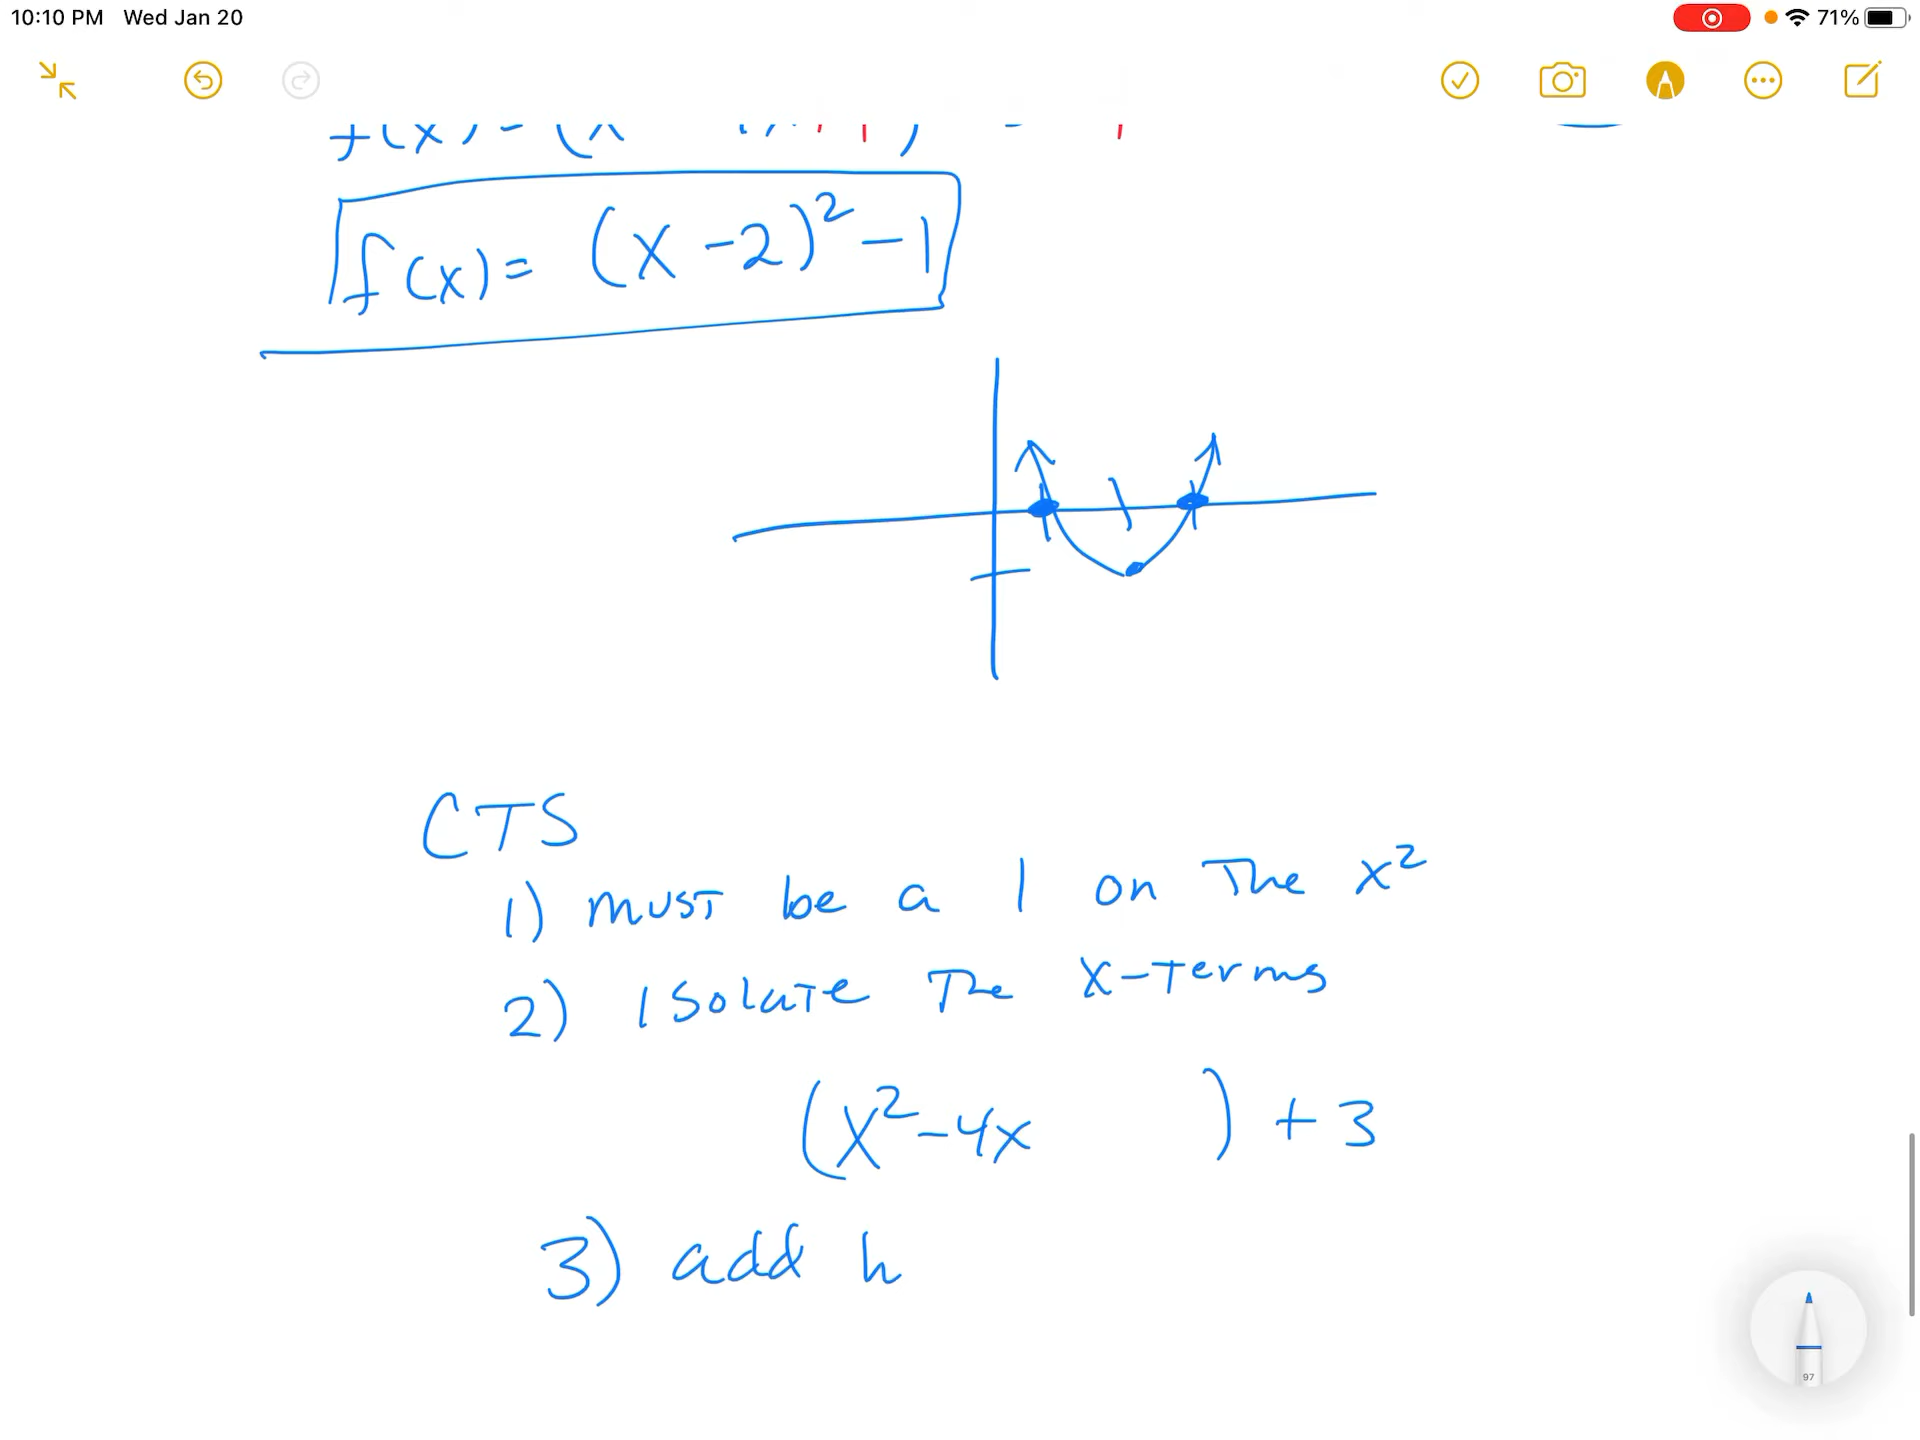 10:10 PM Wed Jan 20 71%
f(x) = (x
f(x) = (x - 2)² - 1
CTS
1) must be a 1 on The x²
2) Isolate The x-Terms
(x² - 4x ) + 3
3) add h
97